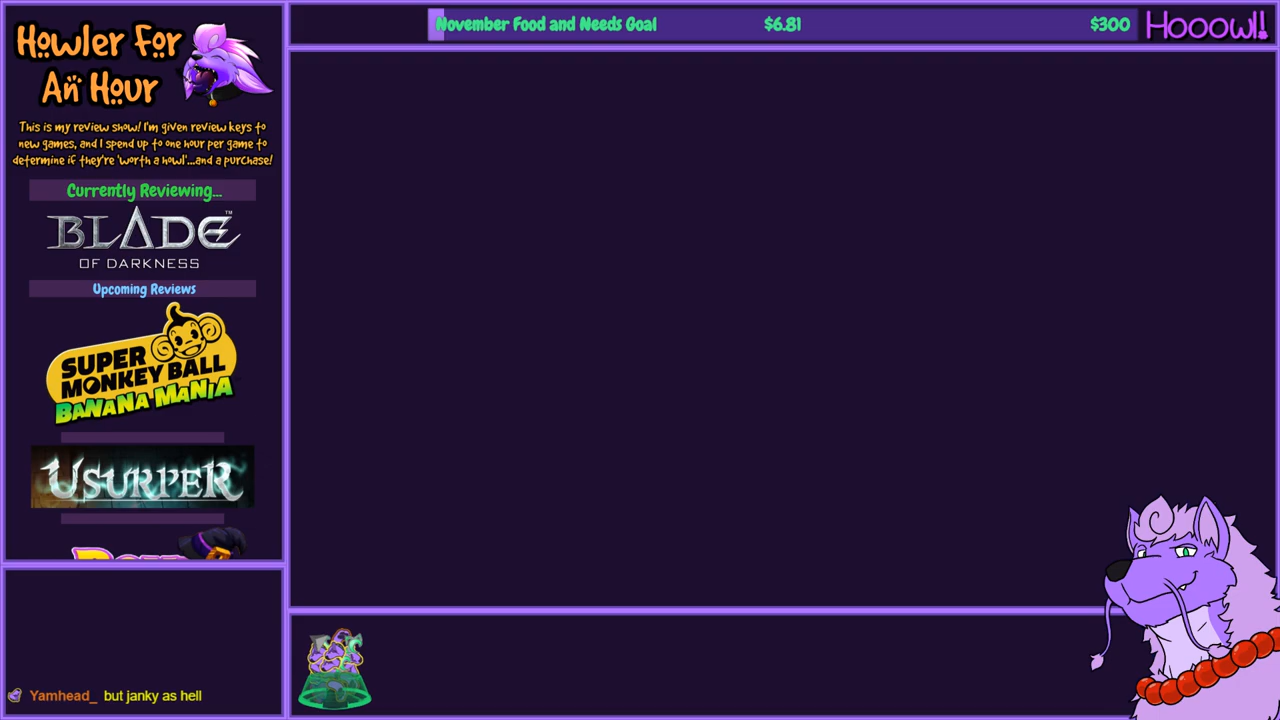 Howler For
An Hour
This is my review show! I'm given review keys to
new games, and I spend up to one hour per game to
determine if they're 'worth a howl'...and a purchase!
Currently Reviewing...
BLADE™
OF DARKNESS
Upcoming Reviews
SUPER
MONKEY BALL
BANANA MANIA
USURPER
Yamhead_ but janky as hell
November Food and Needs Goal $6.81 $300
Hooowl!!